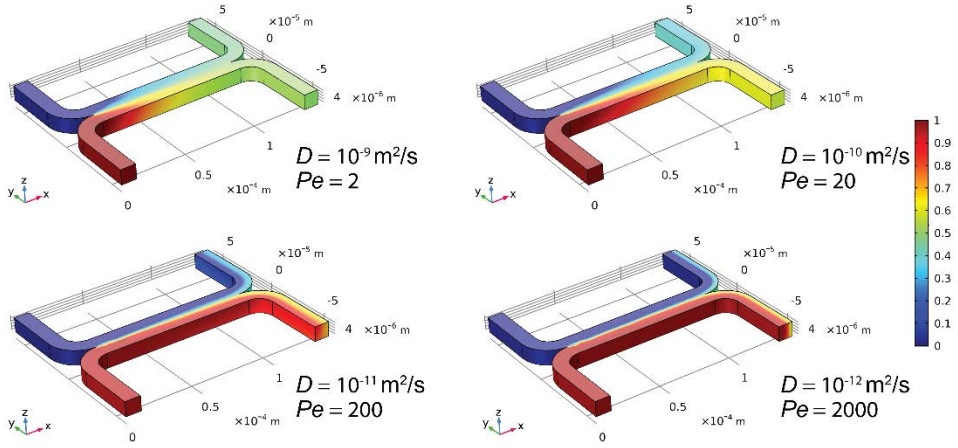 5
×10⁻⁵ m
0
-5
4
×10⁻⁶ m
1
0.5
×10⁻⁴ m
0
z
y
x
D = 10⁻⁹ m²/s
Pe = 2
5
×10⁻⁵ m
0
-5
4
×10⁻⁶ m
1
0.5
×10⁻⁴ m
0
z
y
x
D = 10⁻¹⁰ m²/s
Pe = 20
1
0.9
0.8
0.7
0.6
0.5
0.4
0.3
0.2
0.1
0
5
×10⁻⁵ m
0
-5
4
×10⁻⁶ m
1
0.5
×10⁻⁴ m
0
z
y
x
D = 10⁻¹¹ m²/s
Pe = 200
5
×10⁻⁵ m
0
-5
4
×10⁻⁶ m
1
0.5
×10⁻⁴ m
0
z
y
x
D = 10⁻¹² m²/s
Pe = 2000